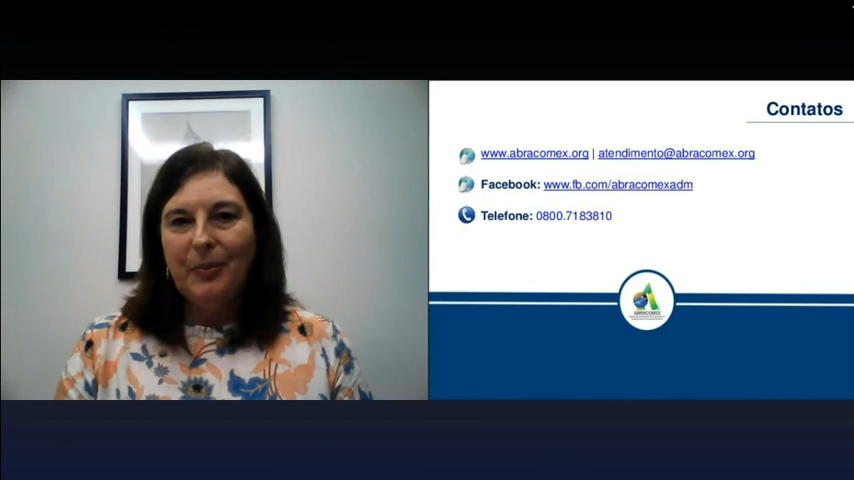 Contatos
www.abracomex.org | atendimento@abracomex.org
Facebook: www.fb.com/abracomexadm
Telefone: 0800.7183810
ABRACOMEX